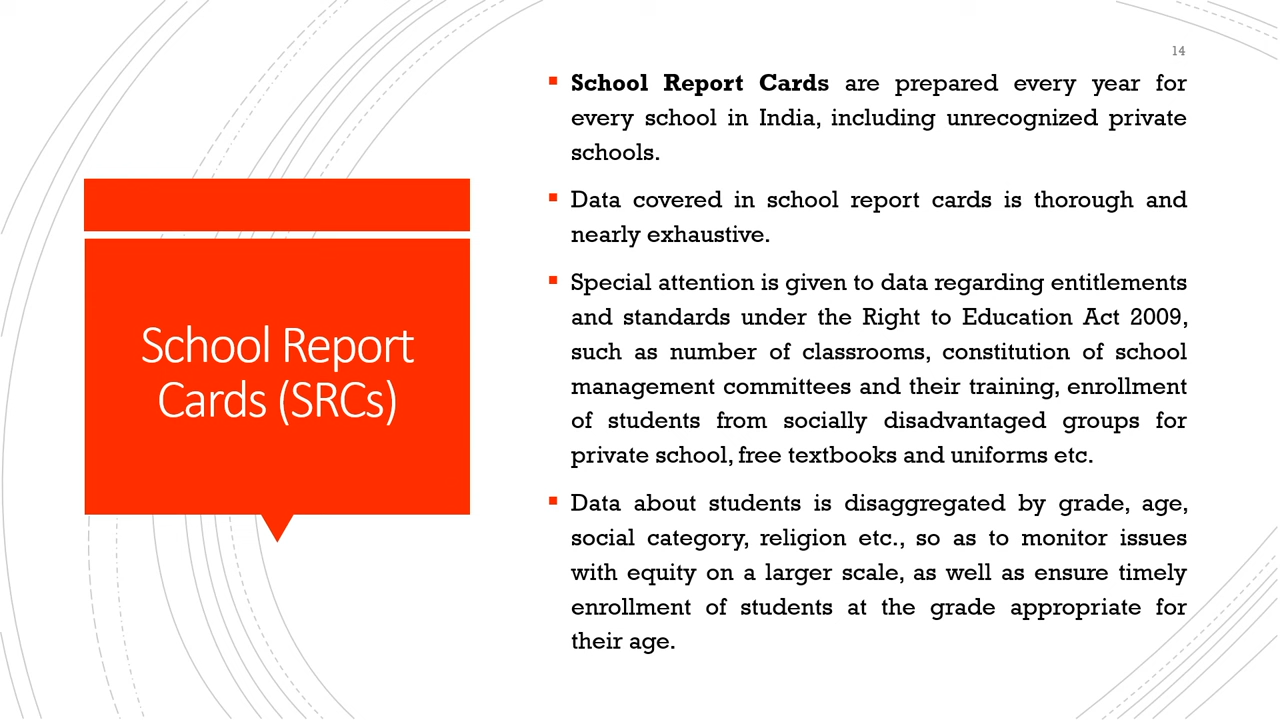 14
School Report
Cards (SRCs)
School Report Cards are prepared every year for
every school in India, including unrecognized private
schools.
Data covered in school report cards is thorough and
nearly exhaustive.
Special attention is given to data regarding entitlements
and standards under the Right to Education Act 2009,
such as number of classrooms, constitution of school
management committees and their training, enrollment
of students from socially disadvantaged groups for
private school, free textbooks and uniforms etc.
Data about students is disaggregated by grade, age,
social category, religion etc., so as to monitor issues
with equity on a larger scale, as well as ensure timely
enrollment of students at the grade appropriate for
their age.